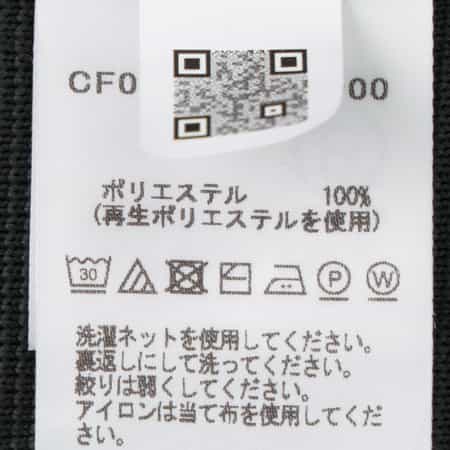 CF0 00
ポリエステル 100%
(再生ポリエステルを使用)
30 P W
洗濯ネットを使用してください。
裏返しにして洗ってください。
絞りは弱くしてください。
アイロンは当て布を使用してくだ
さい。